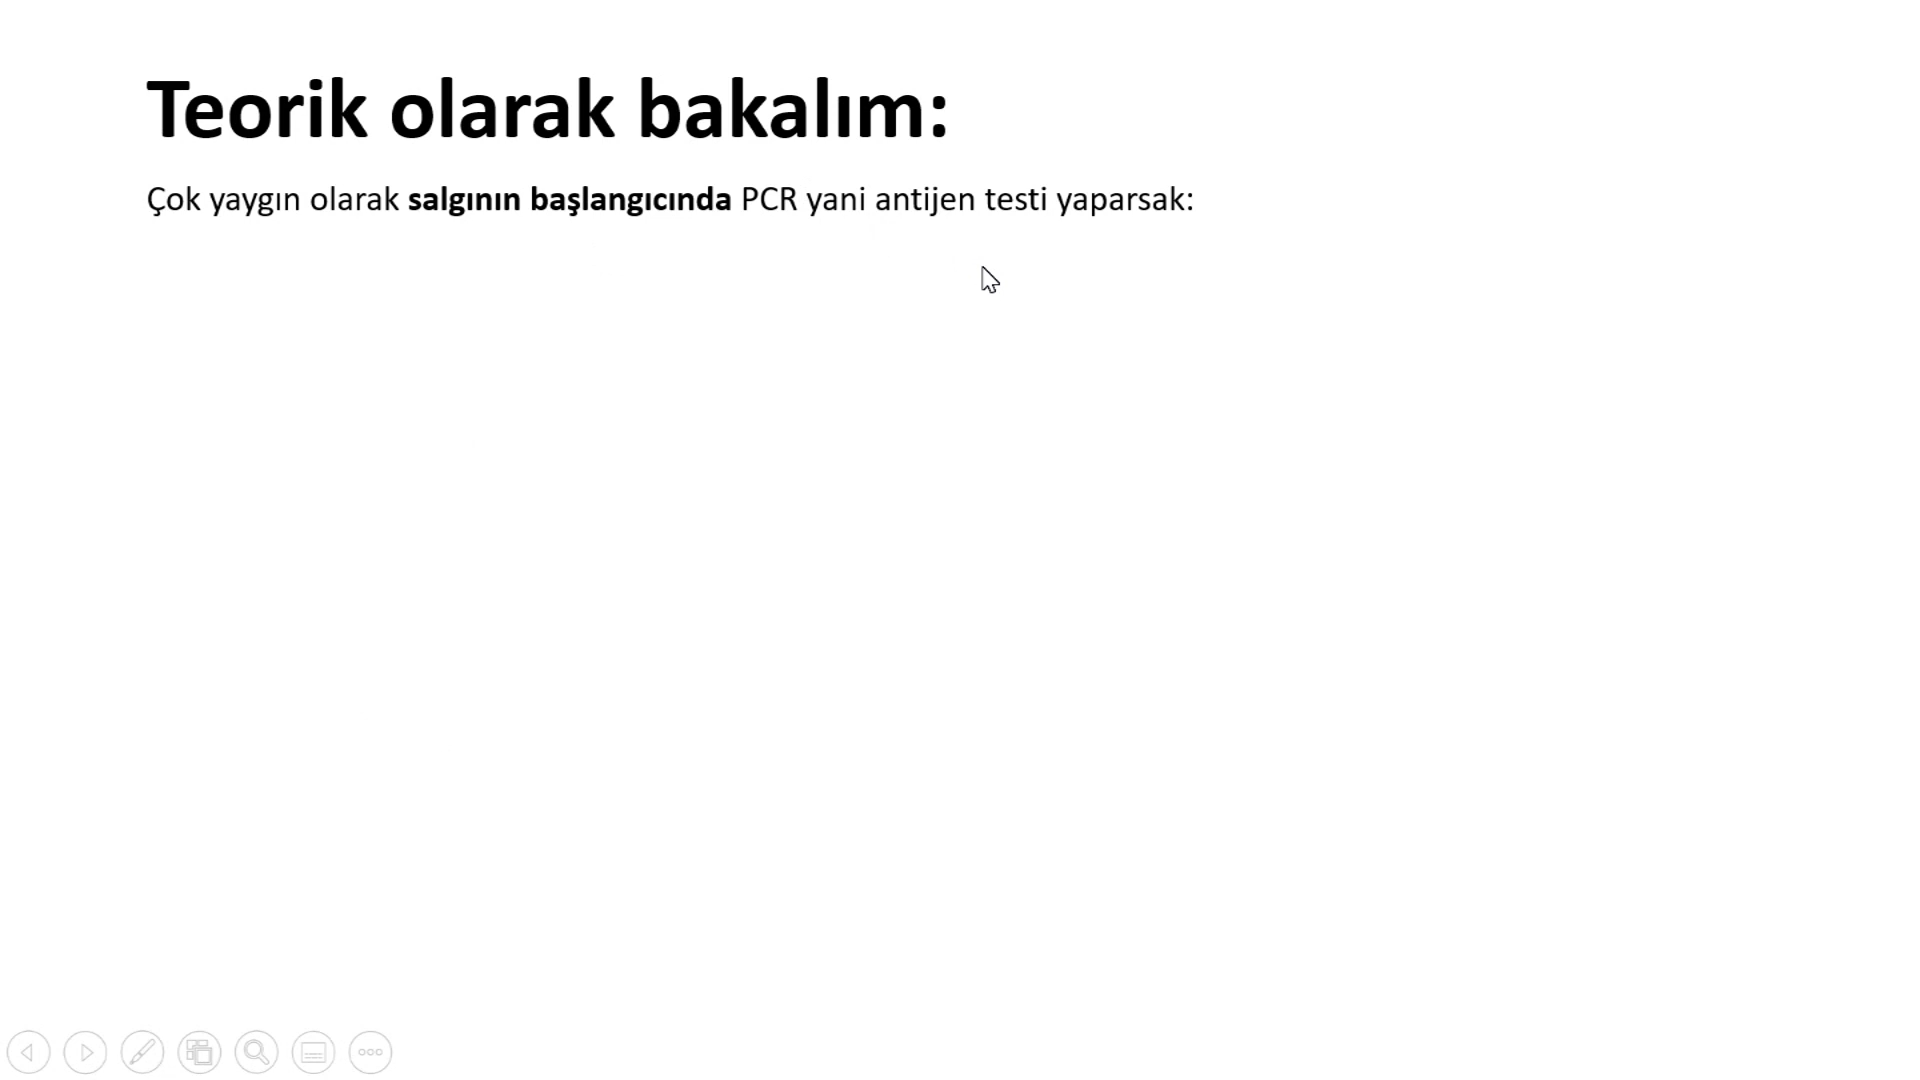 Teorik olarak bakalım:
Çok yaygın olarak salgının başlangıcında PCR yani antijen testi yaparsak: